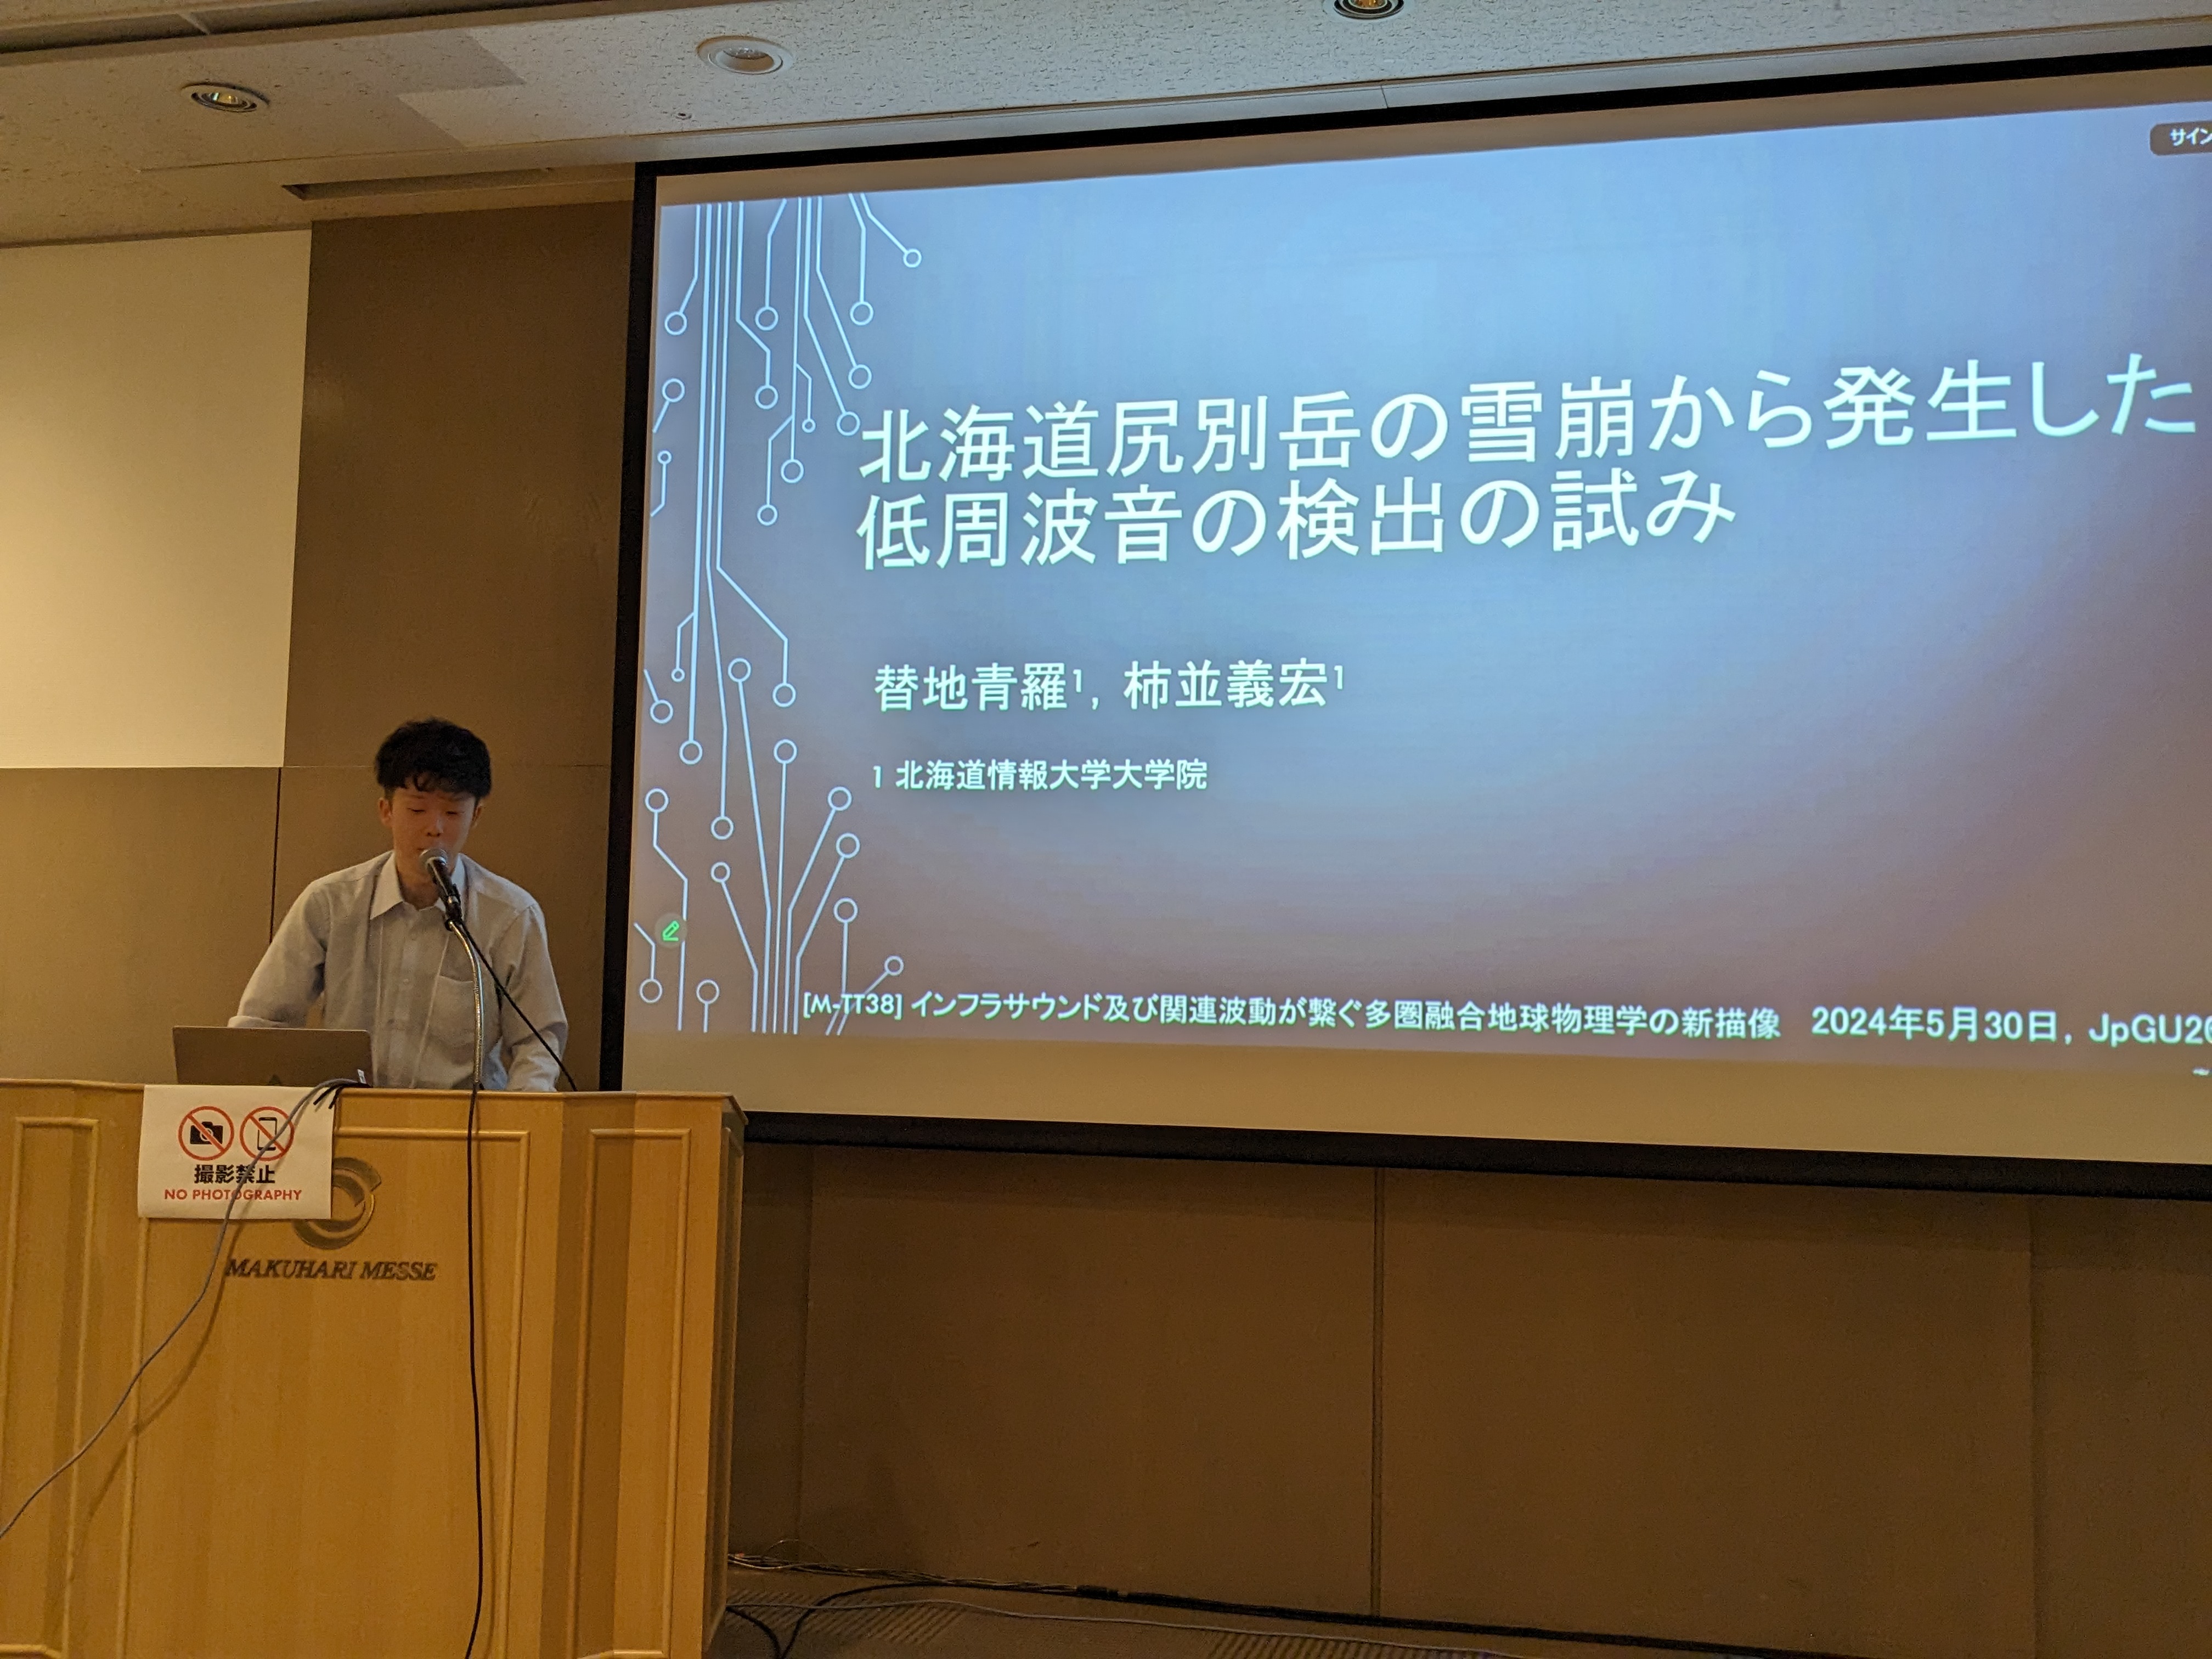 サイン
北海道尻別岳の雪崩から発生した
低周波音の検出の試み
替地青羅¹, 柿並義宏¹
1 北海道情報大学大学院
[M-TT38] インフラサウンド及び関連波動が繋ぐ多圏融合地球物理学の新描像 2024年5月30日, JpGU20
撮影禁止
NO PHOTOGRAPHY
MAKUHARI MESSE